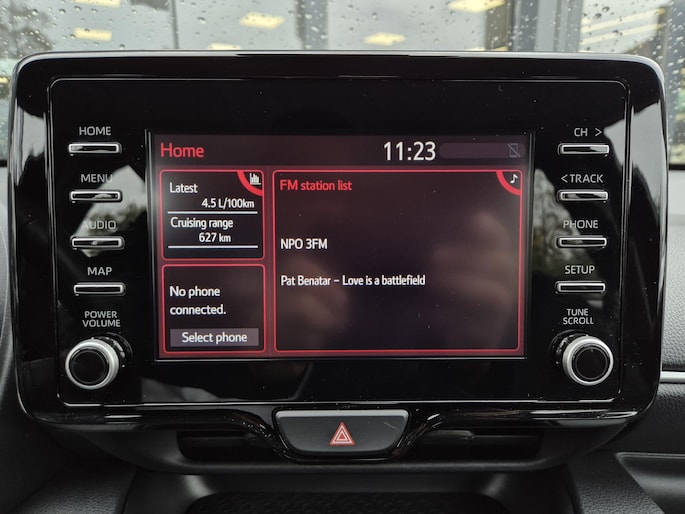 HOME
MENU
AUDIO
MAP
POWER
VOLUME
Home
11:23
Latest
4.5 L/100km
Cruising range
627 km
No phone
connected.
Select phone
FM station list
NPO 3FM
Pat Benatar - Love is a battlefield
CH >
< TRACK
PHONE
SETUP
TUNE
SCROLL